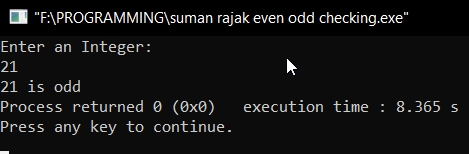 "F:\PROGRAMMING\suman rajak even odd checking.exe"
Enter an Integer:
21
21 is odd
Process returned 0 (0x0)   execution time : 8.365 s
Press any key to continue.